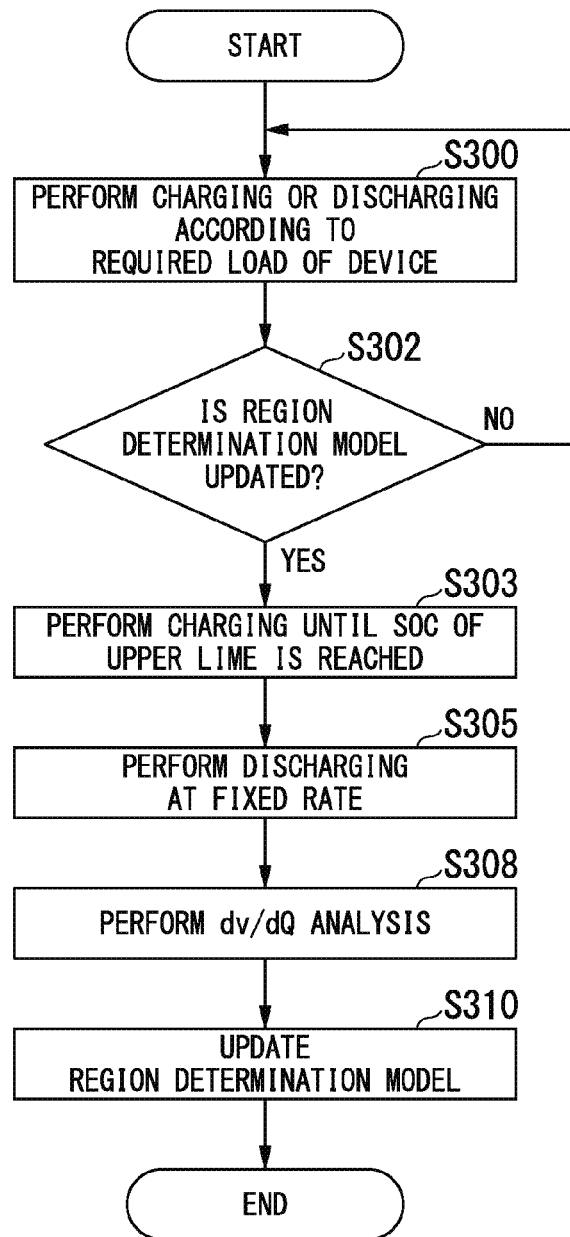 START
S300
PERFORM CHARGING OR DISCHARGING
ACCORDING TO
REQUIRED LOAD OF DEVICE
S302
IS REGION
DETERMINATION MODEL
UPDATED?
NO
YES
S303
PERFORM CHARGING UNTIL SOC OF
UPPER LIME IS REACHED
S305
PERFORM DISCHARGING
AT FIXED RATE
S308
PERFORM dv/dQ ANALYSIS
S310
UPDATE
REGION DETERMINATION MODEL
END